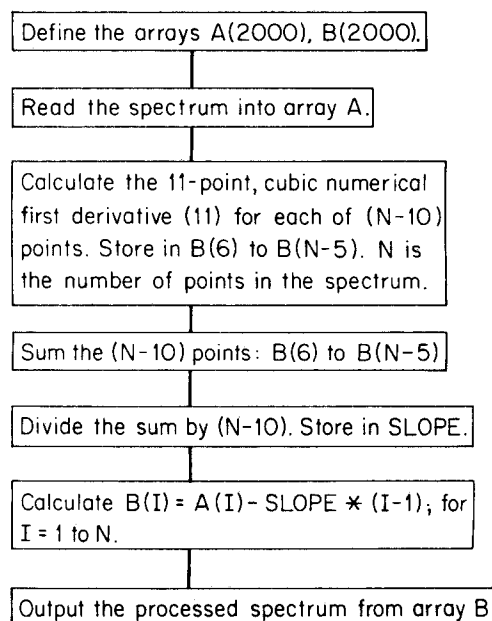 Define the arrays A(2000), B(2000).
Read the spectrum into array A.
Calculate the 11-point, cubic numerical
first derivative (11) for each of (N-10)
points. Store in B(6) to B(N-5). N is
the number of points in the spectrum.
Sum the (N-10) points: B(6) to B(N-5)
Divide the sum by (N-10). Store in SLOPE.
Calculate B(I) = A(I) - SLOPE * (I-1); for
I = 1 to N.
Output the processed spectrum from array B